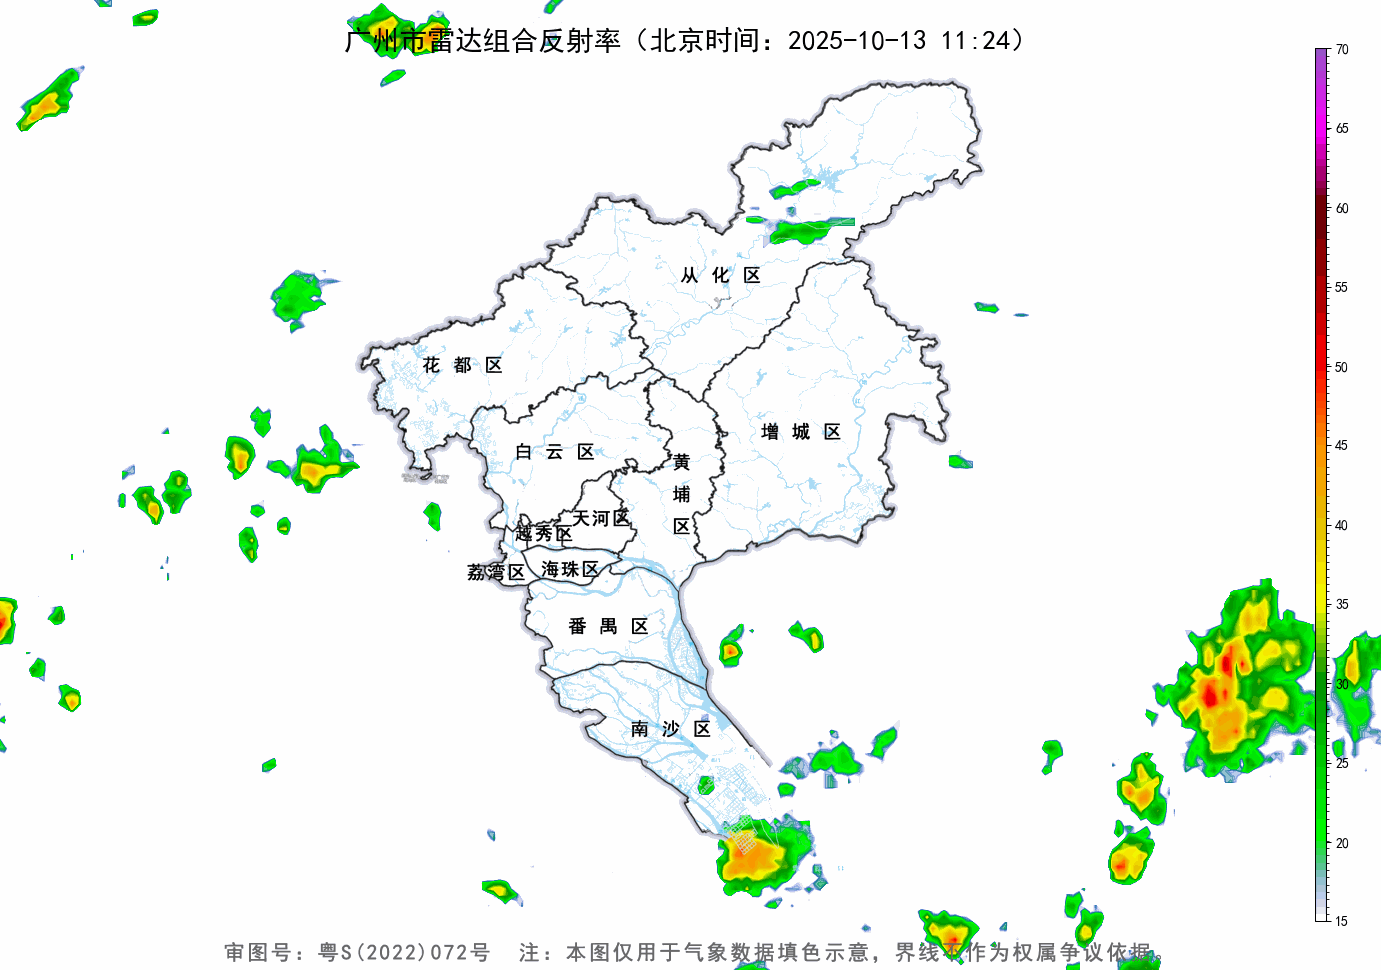 广州市雷达组合反射率（北京时间：2025-10-13 11:24）
70
65
60
55
50
45
40
35
30
25
20
15
从化区
花都区
增城区
白云区
黄埔区
天河区
越秀区
荔湾区
海珠区
番禺区
南沙区
审图号：粤S(2022)072号 注：本图仅用于气象数据填色示意，界线不作为权属争议依据。